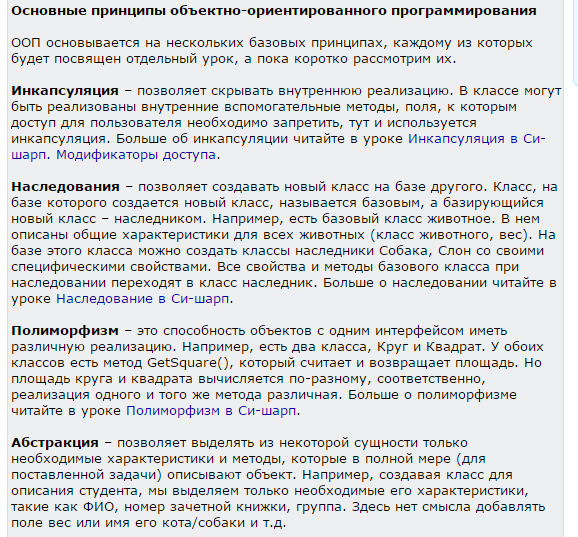 Основные принципы объектно-ориентированного программирования
ООП основывается на нескольких базовых принципах, каждому из которых
будет посвящен отдельный урок, а пока коротко рассмотрим их.
Инкапсуляция – позволяет скрывать внутреннюю реализацию. В классе могут
быть реализованы внутренние вспомогательные методы, поля, к которым
доступ для пользователя необходимо запретить, тут и используется
инкапсуляция. Больше об инкапсуляции читайте в уроке Инкапсуляция в Си-
шарп. Модификаторы доступа.
Наследования – позволяет создавать новый класс на базе другого. Класс, на
базе которого создается новый класс, называется базовым, а базирующийся
новый класс – наследником. Например, есть базовый класс животное. В нем
описаны общие характеристики для всех животных (класс животного, вес). На
базе этого класса можно создать классы наследники Собака, Слон со своими
специфическими свойствами. Все свойства и методы базового класса при
наследовании переходят в класс наследник. Больше о наследовании читайте в
уроке Наследование в Си-шарп.
Полиморфизм – это способность объектов с одним интерфейсом иметь
различную реализацию. Например, есть два класса, Круг и Квадрат. У обоих
классов есть метод GetSquare(), который считает и возвращает площадь. Но
площадь круга и квадрата вычисляется по-разному, соответственно,
реализация одного и того же метода различная. Больше о полиморфизме
читайте в уроке Полиморфизм в Си-шарп.
Абстракция – позволяет выделять из некоторой сущности только
необходимые характеристики и методы, которые в полной мере (для
поставленной задачи) описывают объект. Например, создавая класс для
описания студента, мы выделяем только необходимые его характеристики,
такие как ФИО, номер зачетной книжки, группа. Здесь нет смысла добавлять
поле вес или имя его кота/собаки и т.д.